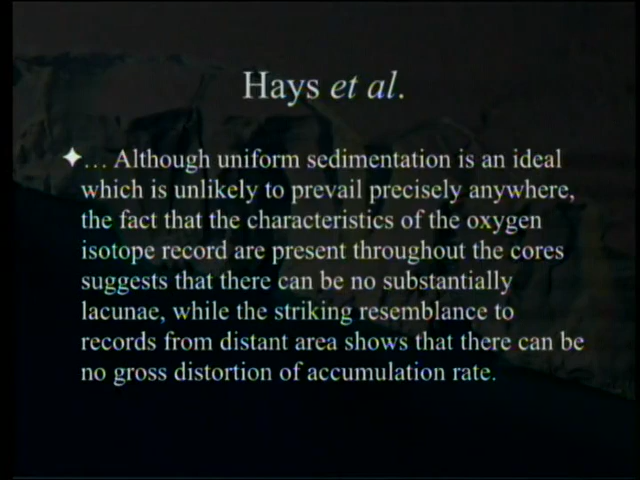 Hays et al.
✦… Although uniform sedimentation is an ideal
which is unlikely to prevail precisely anywhere,
the fact that the characteristics of the oxygen
isotope record are present throughout the cores
suggests that there can be no substantially
lacunae, while the striking resemblance to
records from distant area shows that there can be
no gross distortion of accumulation rate.